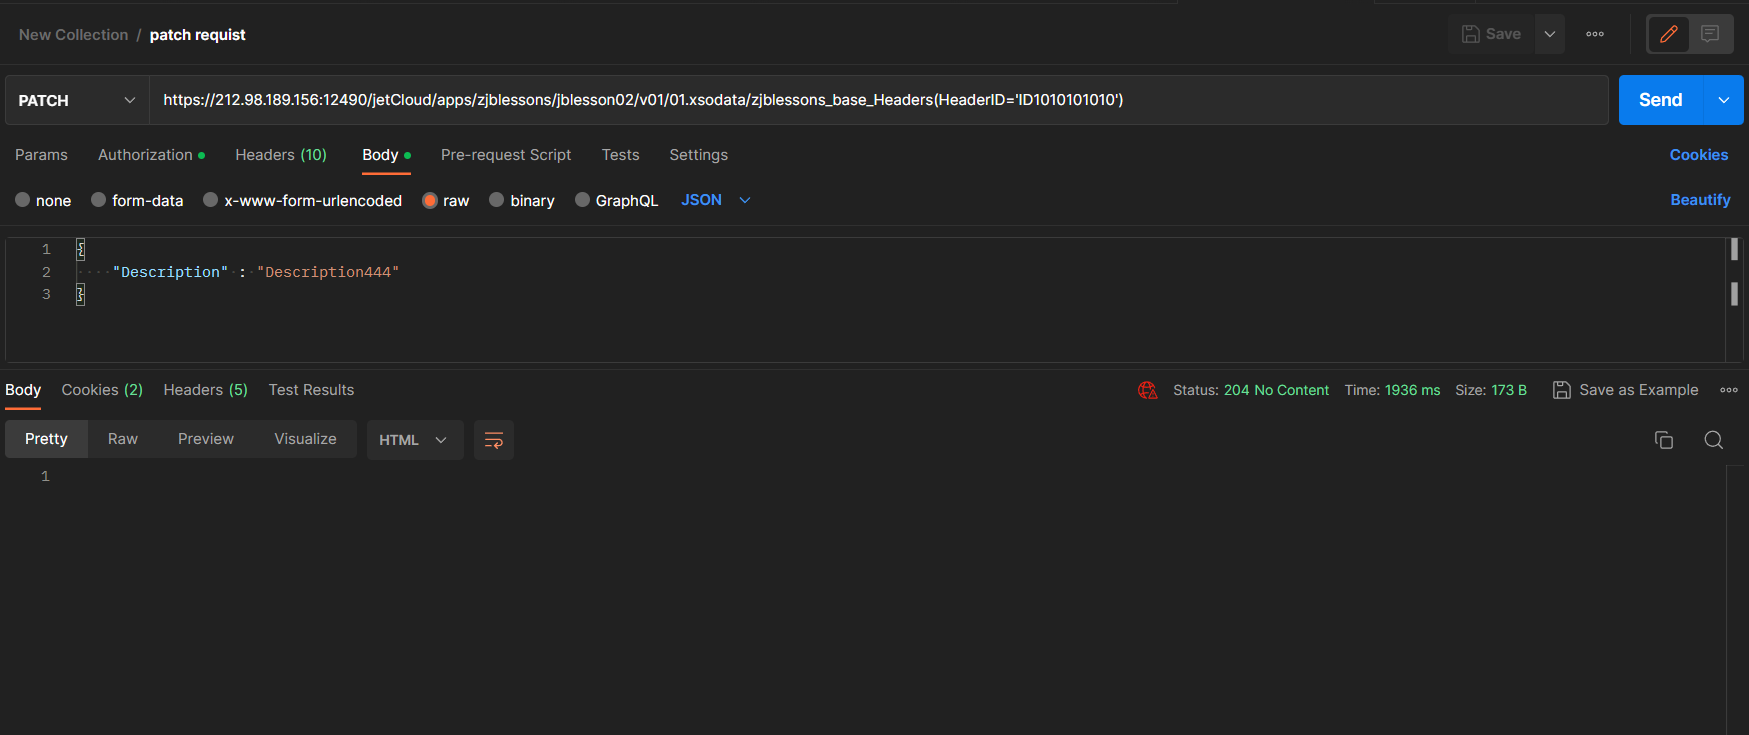 New Collection / patch requist
Save
PATCH
https://212.98.189.156:12490/jetCloud/apps/zjblessons/jblesson02/v01/01.xsodata/zjblessons_base_Headers(HeaderID='ID1010101010')
Send
Params Authorization Headers (10) Body Pre-request Script Tests Settings Cookies
none form-data x-www-form-urlencoded raw binary GraphQL JSON Beautify
1 {
2 "Description" : "Description444"
3 }
Body Cookies (2) Headers (5) Test Results Status: 204 No Content Time: 1936 ms Size: 173 B Save as Example
Pretty Raw Preview Visualize HTML
1